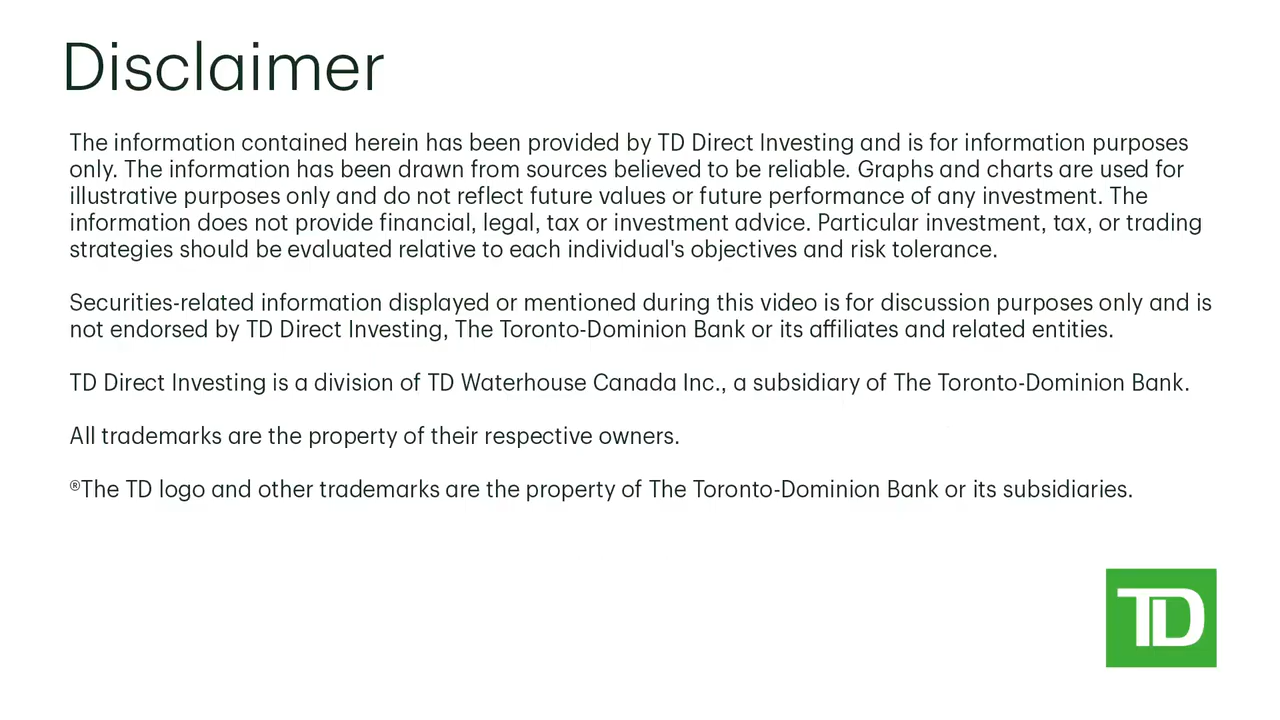 Disclaimer
The information contained herein has been provided by TD Direct Investing and is for information purposes
only. The information has been drawn from sources believed to be reliable. Graphs and charts are used for
illustrative purposes only and do not reflect future values or future performance of any investment. The
information does not provide financial, legal, tax or investment advice. Particular investment, tax, or trading
strategies should be evaluated relative to each individual's objectives and risk tolerance.
Securities-related information displayed or mentioned during this video is for discussion purposes only and is
not endorsed by TD Direct Investing, The Toronto-Dominion Bank or its affiliates and related entities.
TD Direct Investing is a division of TD Waterhouse Canada Inc., a subsidiary of The Toronto-Dominion Bank.
All trademarks are the property of their respective owners.
®The TD logo and other trademarks are the property of The Toronto-Dominion Bank or its subsidiaries.
TD